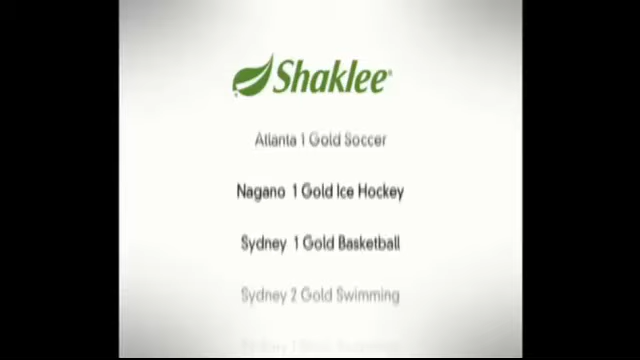 Shaklee®
Atlanta 1 Gold Soccer
Nagano 1 Gold Ice Hockey
Sydney 1 Gold Basketball
Sydney 2 Gold Swimming